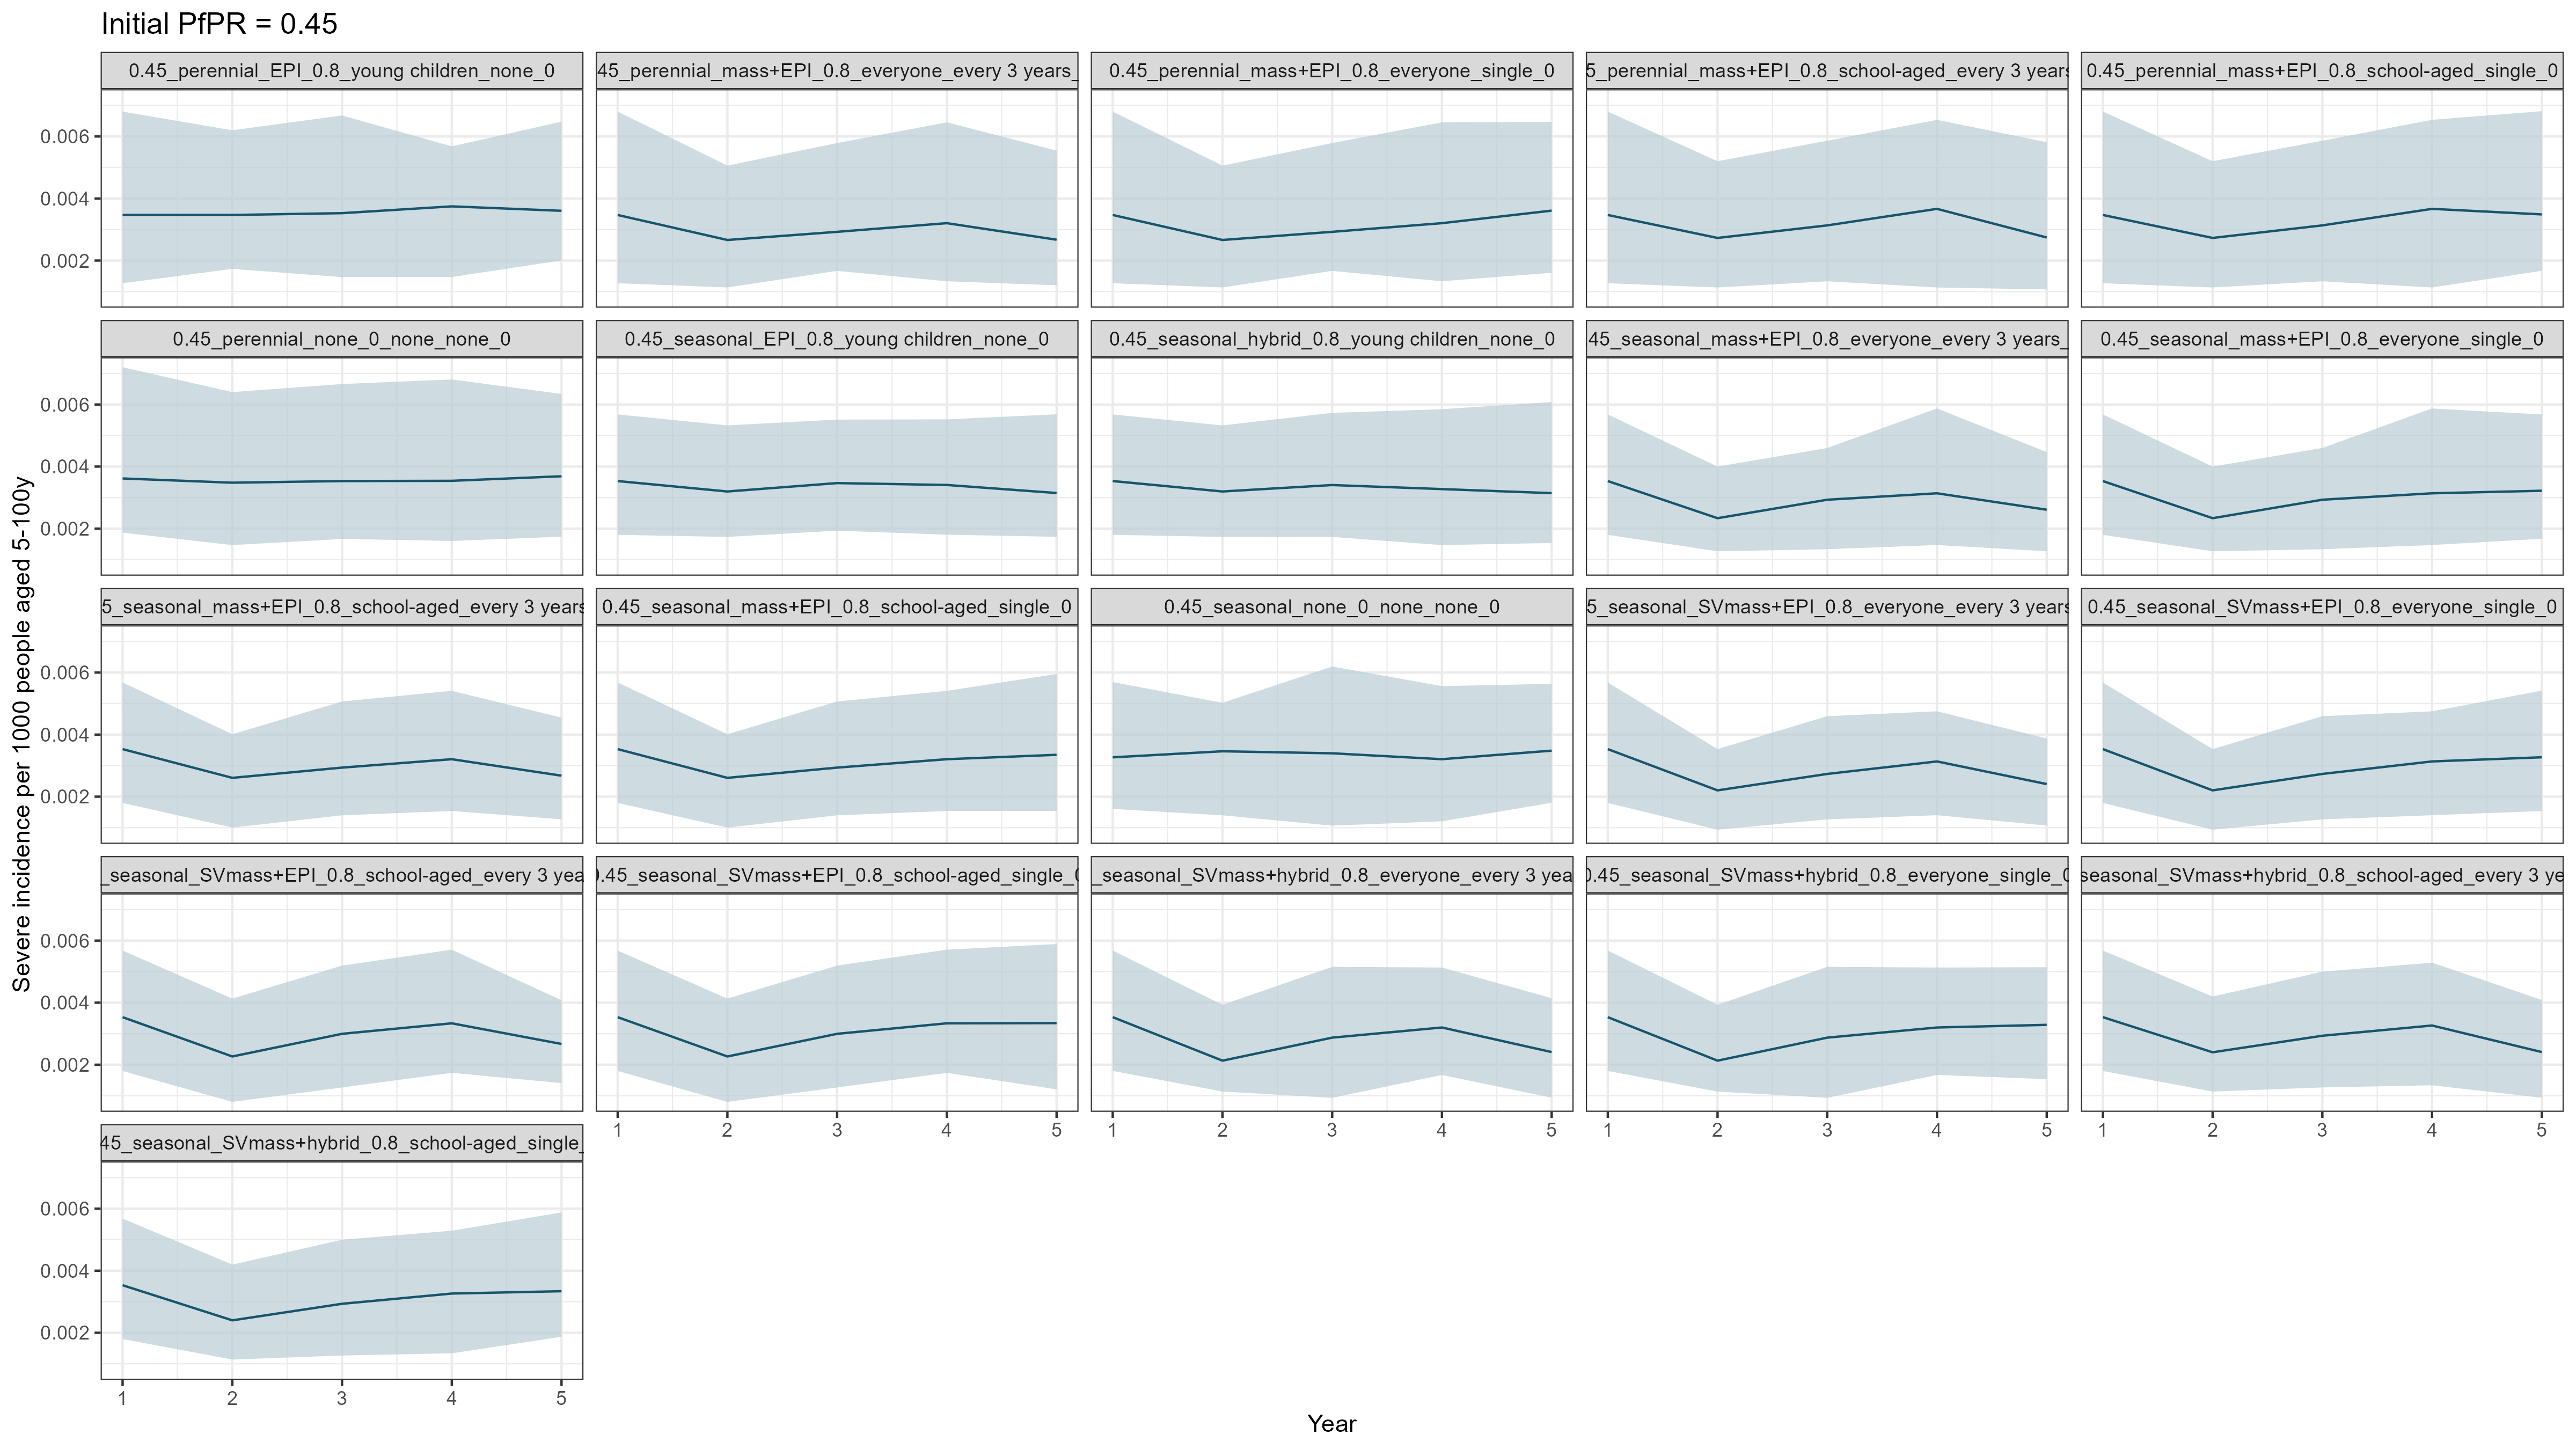 Initial PfPR = 0.45
0.45_perennial_EPI_0.8_young children_none_0
45_perennial_mass+EPI_0.8_everyone_every 3 years_
0.45_perennial_mass+EPI_0.8_everyone_single_0
5_perennial_mass+EPI_0.8_school-aged_every 3 years
0.45_perennial_mass+EPI_0.8_school-aged_single_0
0.006
0.004
0.002
0.45_perennial_none_0_none_none_0
0.45_seasonal_EPI_0.8_young children_none_0
0.45_seasonal_hybrid_0.8_young children_none_0
45_seasonal_mass+EPI_0.8_everyone_every 3 years_
0.45_seasonal_mass+EPI_0.8_everyone_single_0
0.006
0.004
0.002
5_seasonal_mass+EPI_0.8_school-aged_every 3 years
0.45_seasonal_mass+EPI_0.8_school-aged_single_0
0.45_seasonal_none_0_none_none_0
5_seasonal_SVmass+EPI_0.8_everyone_every 3 years
0.45_seasonal_SVmass+EPI_0.8_everyone_single_0
0.006
0.004
0.002
Severe incidence per 1000 people aged 5-100y
_seasonal_SVmass+EPI_0.8_school-aged_every 3 yea
0.45_seasonal_SVmass+EPI_0.8_school-aged_single_0
_seasonal_SVmass+hybrid_0.8_everyone_every 3 yea
0.45_seasonal_SVmass+hybrid_0.8_everyone_single_0
seasonal_SVmass+hybrid_0.8_school-aged_every 3 ye
0.006
0.004
0.002
1 2 3 4 5
1 2 3 4 5
1 2 3 4 5
1 2 3 4 5
45_seasonal_SVmass+hybrid_0.8_school-aged_single_
0.006
0.004
0.002
1 2 3 4 5
Year